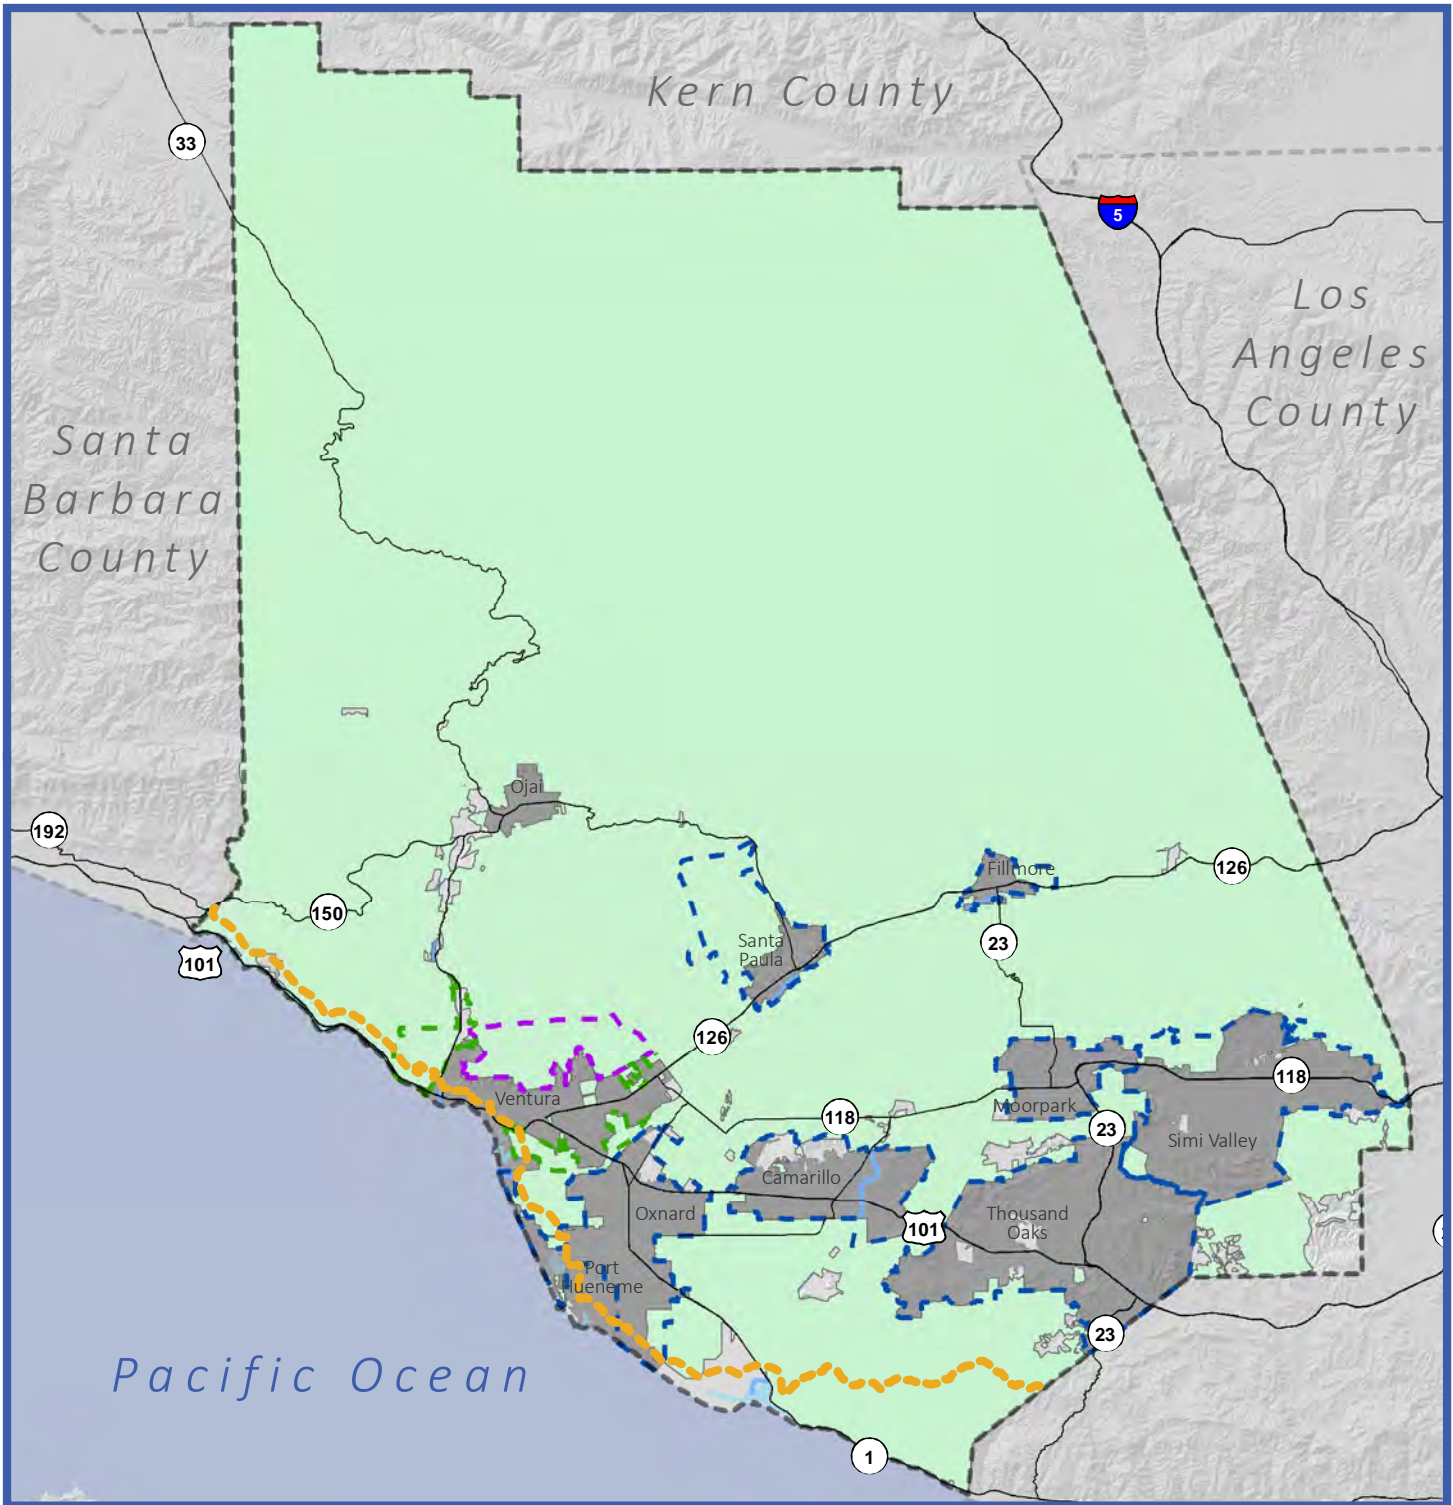 Kern County
33
5
Los
Angeles
County
Santa
Barbara
County
Ojai
192
Fillmore
126
150
23
Santa
Paula
101
126
118
Ventura
Moorpark
118
23
Simi Valley
Camarillo
Oxnard
101
Thousand
Oaks
Port
Hueneme
23
Pacific Ocean
1